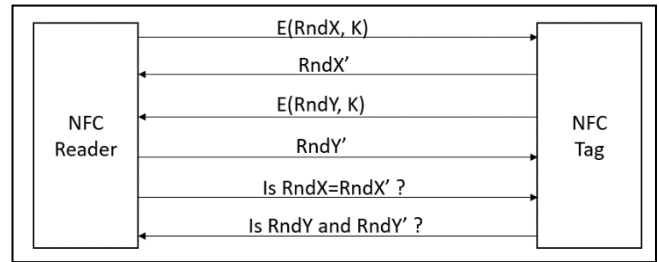 E(RndX, K)
RndX’
E(RndY, K)
NFC
Reader
NFC
Tag
RndY’
Is RndX=RndX’ ?
Is RndY and RndY’ ?